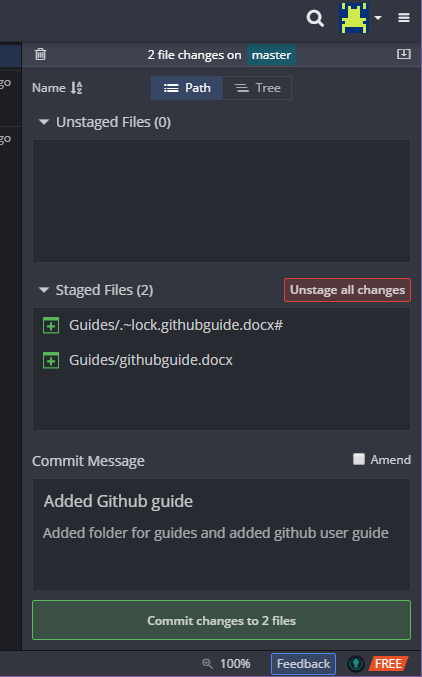 2 file changes on master
go
Name
Path
Tree
Unstaged Files (0)
go
Staged Files (2)
Unstage all changes
Guides/.~lock.githubguide.docx#
Guides/githubguide.docx
Commit Message
Amend
Added Github guide
Added folder for guides and added github user guide
Commit changes to 2 files
100%
Feedback
FREE